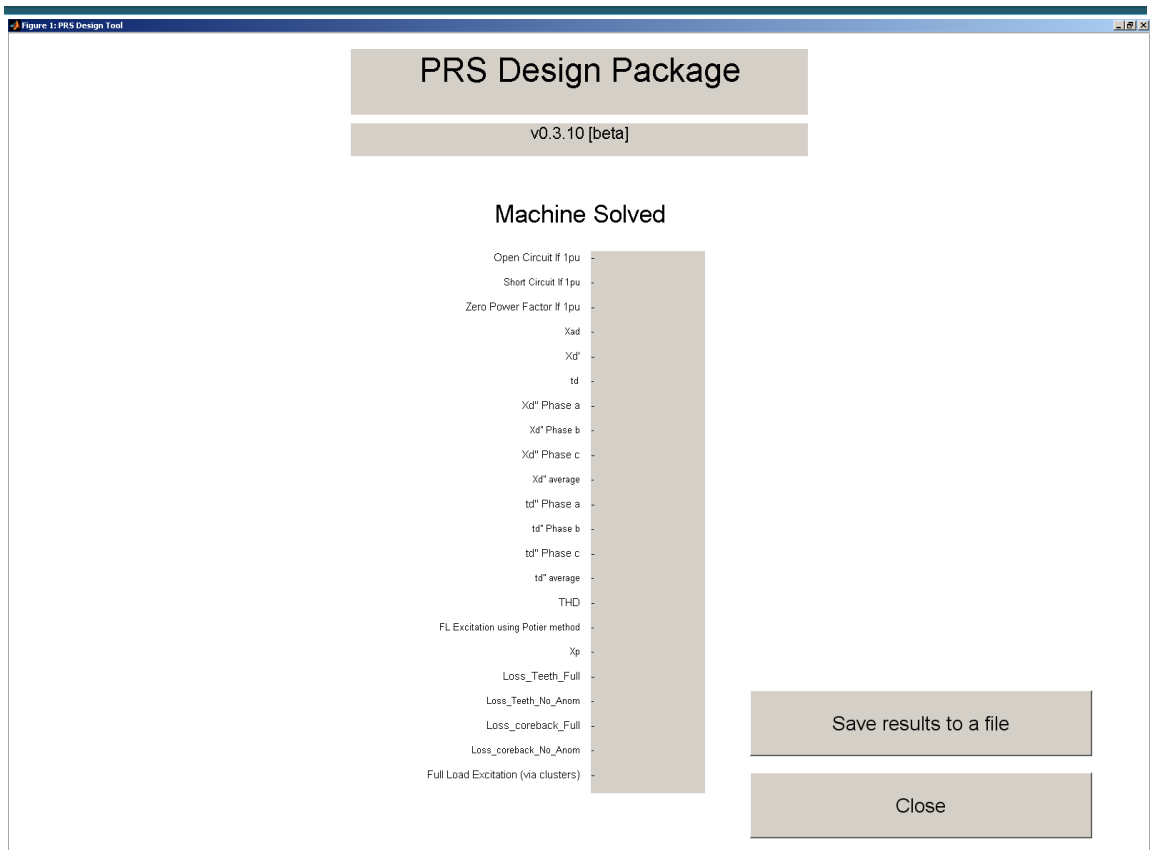 Figure 1: PRS Design Tool
PRS Design Package
v0.3.10 [beta]
Machine Solved
Open Circuit If 1pu -
Short Circuit If 1pu -
Zero Power Factor If 1pu -
Xad -
Xd' -
td -
Xd'' Phase a -
Xd'' Phase b -
Xd'' Phase c -
Xd'' average -
td'' Phase a -
td'' Phase b -
td'' Phase c -
td'' average -
THD -
FL Excitation using Potier method -
Xp -
Loss_Teeth_Full -
Loss_Teeth_No_Anom -
Loss_coreback_Full -
Loss_coreback_No_Anom -
Full Load Excitation (via clusters) -
Save results to a file
Close